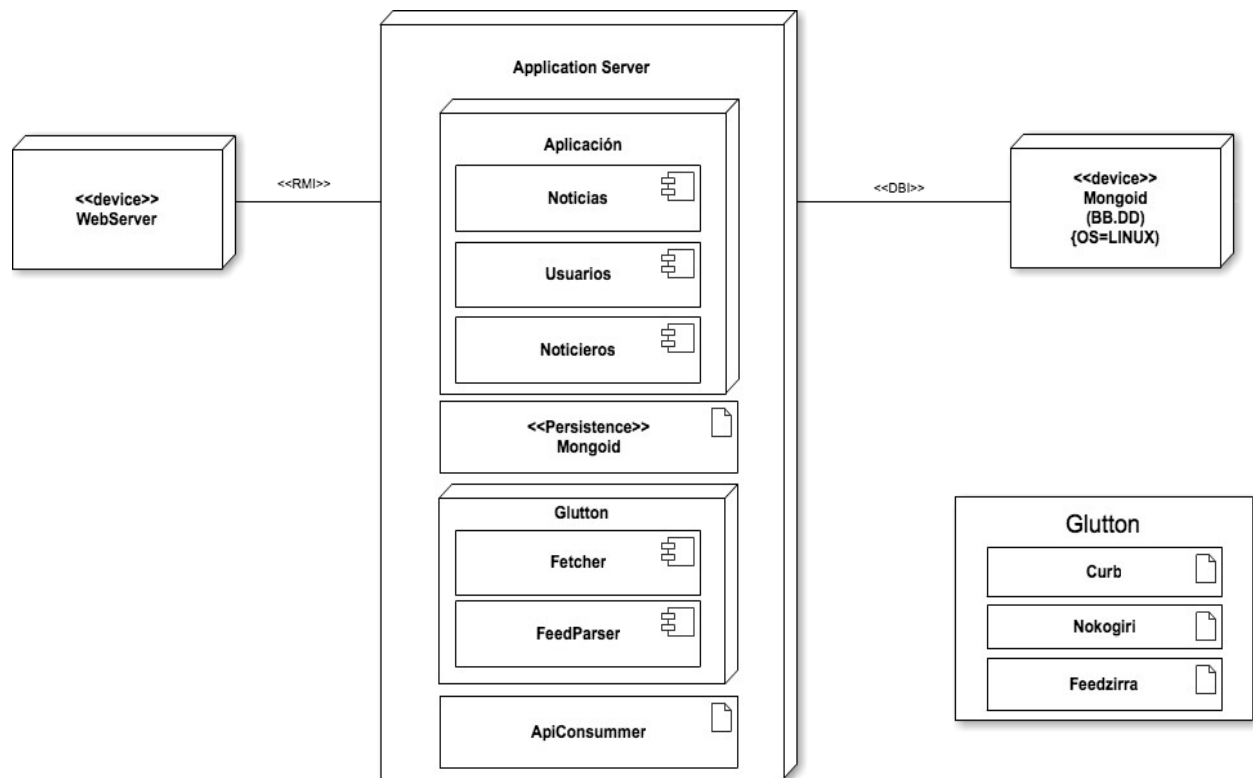 Application Server
Aplicación
Noticias
Usuarios
Noticieros
<<Persistence>>
Mongoid
Glutton
Fetcher
FeedParser
ApiConsummer
<<device>>
WebServer
<<RMI>>
<<DBI>>
<<device>>
Mongoid
(BB.DD)
{OS=LINUX)
Glutton
Curb
Nokogiri
Feedzirra